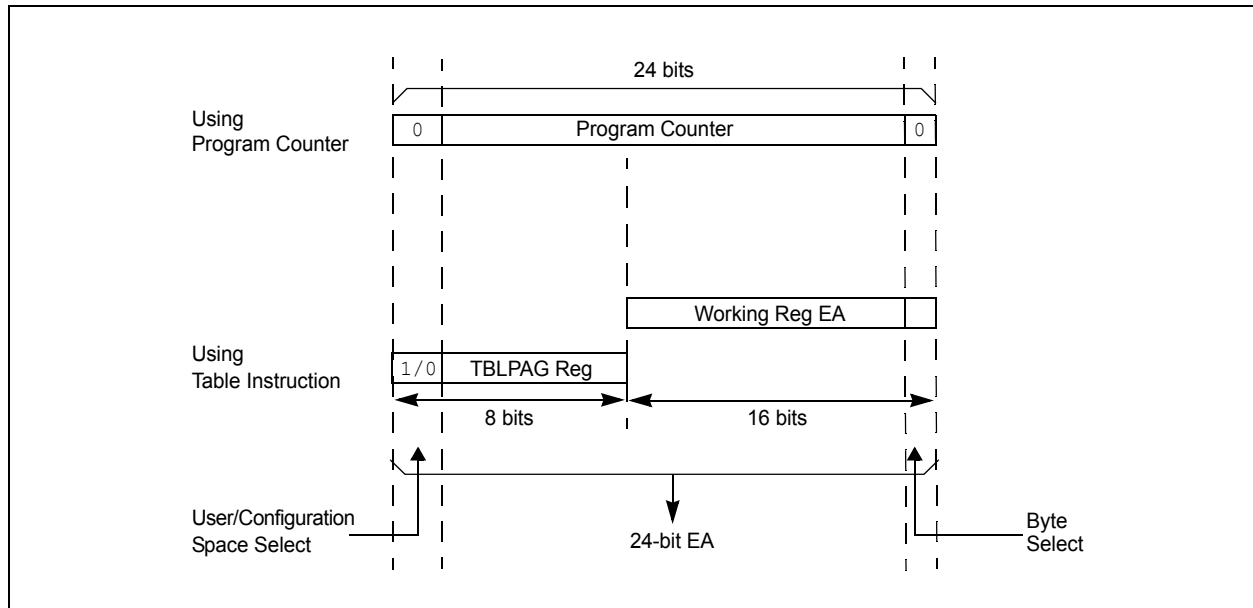 24 bits
Using
Program Counter
0
Program Counter
0
Working Reg EA
Using
Table Instruction
1/0
TBLPAG Reg
8 bits
16 bits
User/Configuration
Space Select
24-bit EA
Byte
Select